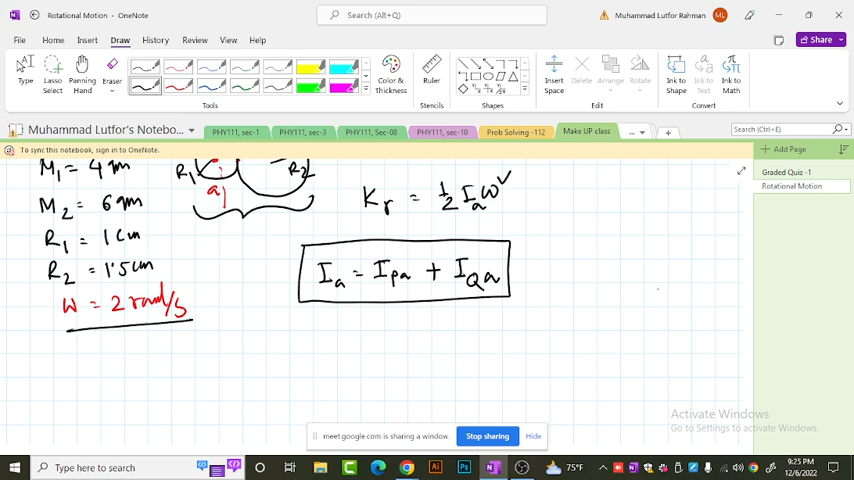 Rotational Motion - OneNote
Search (Alt+Q)
Muhammad Lutfor Rahman
ML
File Home Insert Draw History Review View Help
Share
Type
Lasso Select
Panning Hand
Eraser
Color & thickness
Ruler
Insert Space
Delete
Arrange
Rotate
Ink to Shape
Ink to Text
Ink to Math
Tools
Stencils
Shapes
Edit
Convert
Muhammad Lutfor's Notebo...
PHY111, sec-1
PHY111, sec-3
PHY111, Sec-08
PHY111, sec-10
Prob Solving -112
Make UP class
Search (Ctrl+E)
To sync this notebook, sign in to OneNote.
Add Page
Graded Quiz -1
Rotational Motion
M₁ = 4 gm
R₁
R₂
a
M₂ = 6 gm
R₁ = 1 cm
R₂ = 1.5 cm
W = 2 rad/s
Kr = ½ Ia ω²
Ia = IPa + IQa
Activate Windows
Go to Settings to activate Windows.
meet.google.com is sharing a window.
Stop sharing
Hide
Type here to search
75°F
9:25 PM
12/6/2022